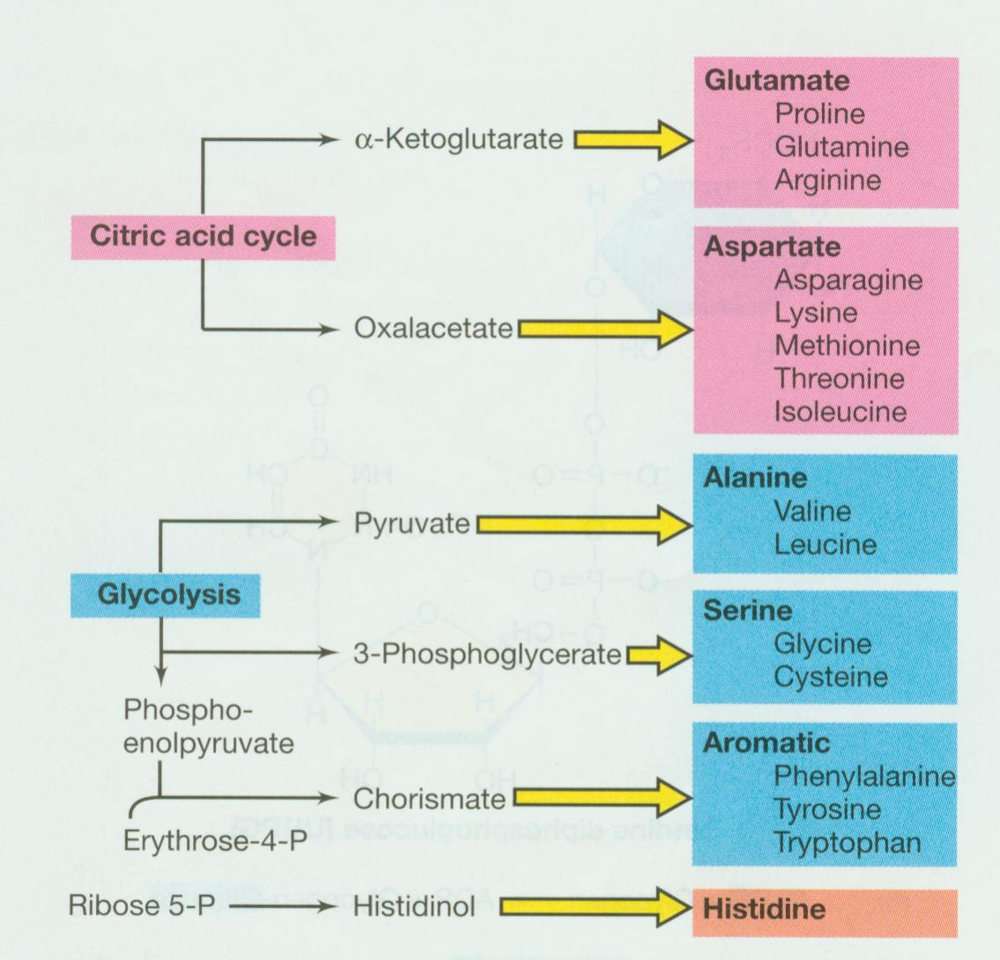 Glutamate
Proline
α-Ketoglutarate
Glutamine
Arginine
Citric acid cycle
Aspartate
Asparagine
Lysine
Oxalacetate
Methionine
Threonine
Isoleucine
Alanine
Pyruvate
Valine
Leucine
Glycolysis
Serine
Glycine
3-Phosphoglycerate
Cysteine
Phospho-
enolpyruvate
Aromatic
Phenylalanine
Chorismate
Tyrosine
Erythrose-4-P
Tryptophan
Ribose 5-P
Histidinol
Histidine